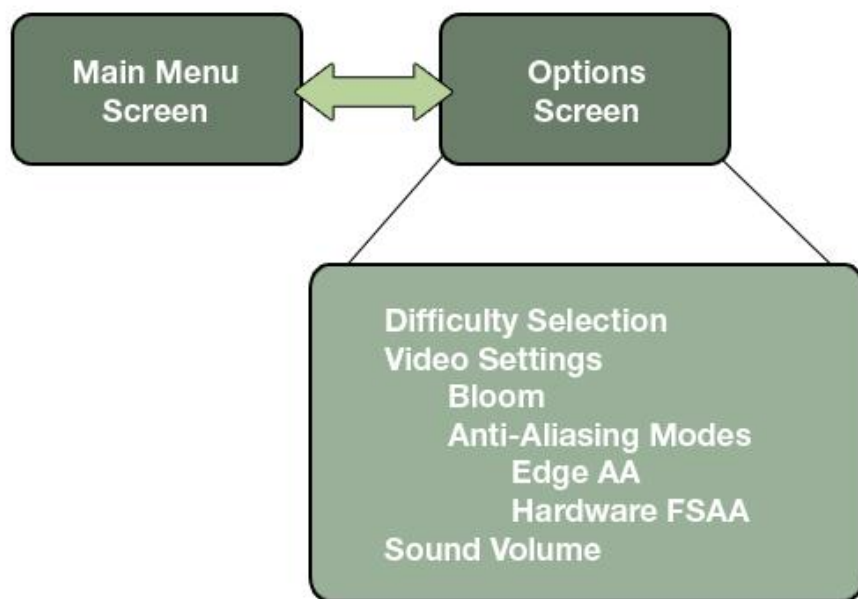 Main Menu
Screen
Options
Screen
Difficulty Selection
Video Settings
Bloom
Anti-Aliasing Modes
Edge AA
Hardware FSAA
Sound Volume